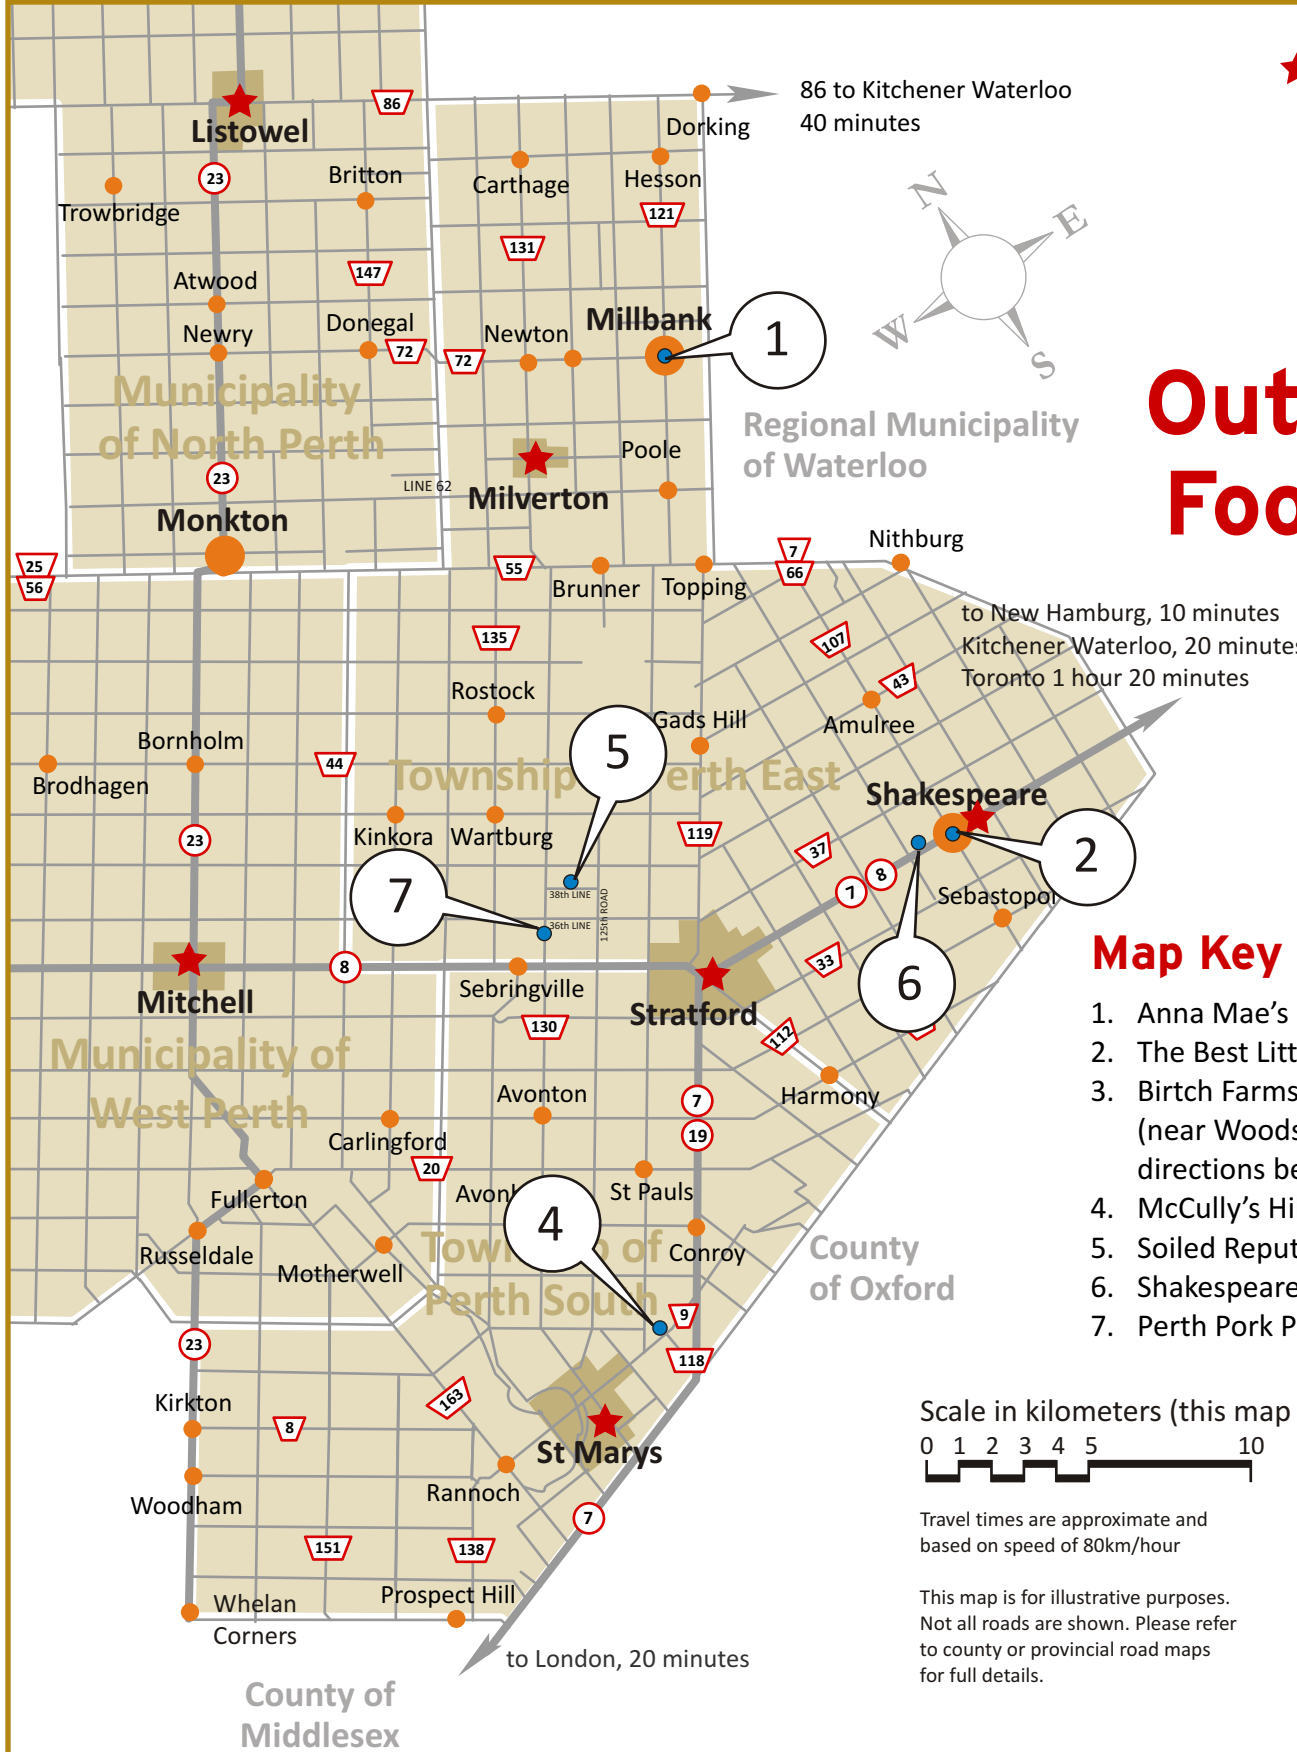 86 to Kitchener Waterloo
40 minutes
86
Dorking
Listowel
23
Britton
Carthage
Hesson
Trowbridge
121
131
147
Atwood
Newry
Donegal
72
72
Newton
Millbank
1
N
E
W
S
Municipality
of North Perth
Regional Municipality
of Waterloo
Out
Foo
Poole
23
LINE 62
Milverton
Monkton
25
56
55
Brunner
Topping
7
66
Nithburg
to New Hamburg, 10 minutes
Kitchener Waterloo, 20 minutes
Toronto 1 hour 20 minutes
135
107
43
Rostock
Gads Hill
Amulree
Bornholm
Brodhagen
44
5
Township
erth East
Shakespeare
23
Kinkora
Wartburg
119
37
8
7
2
7
38th LINE
36th LINE
125th ROAD
Sebastopol
8
Mitchell
Sebringville
Stratford
33
6
130
112
Municipality of
West Perth
Avonton
7
19
Harmony
Carlingford
20
Fullerton
Avon
St Pauls
4
Russeldale
Motherwell
Tow
of
Perth South
Conroy
County
of Oxford
9
118
23
163
Kirkton
8
St Marys
Rannoch
Woodham
7
151
138
Prospect Hill
Whelan
Corners
to London, 20 minutes
County of
Middlesex
Map Key
1. Anna Mae’s
2. The Best Litt
3. Birtch Farms
(near Woods
directions be
4. McCully’s Hi
5. Soiled Reput
6. Shakespeare
7. Perth Pork P
Scale in kilometers (this map
0 1 2 3 4 5 10
Travel times are approximate and
based on speed of 80km/hour
This map is for illustrative purposes.
Not all roads are shown. Please refer
to county or provincial road maps
for full details.